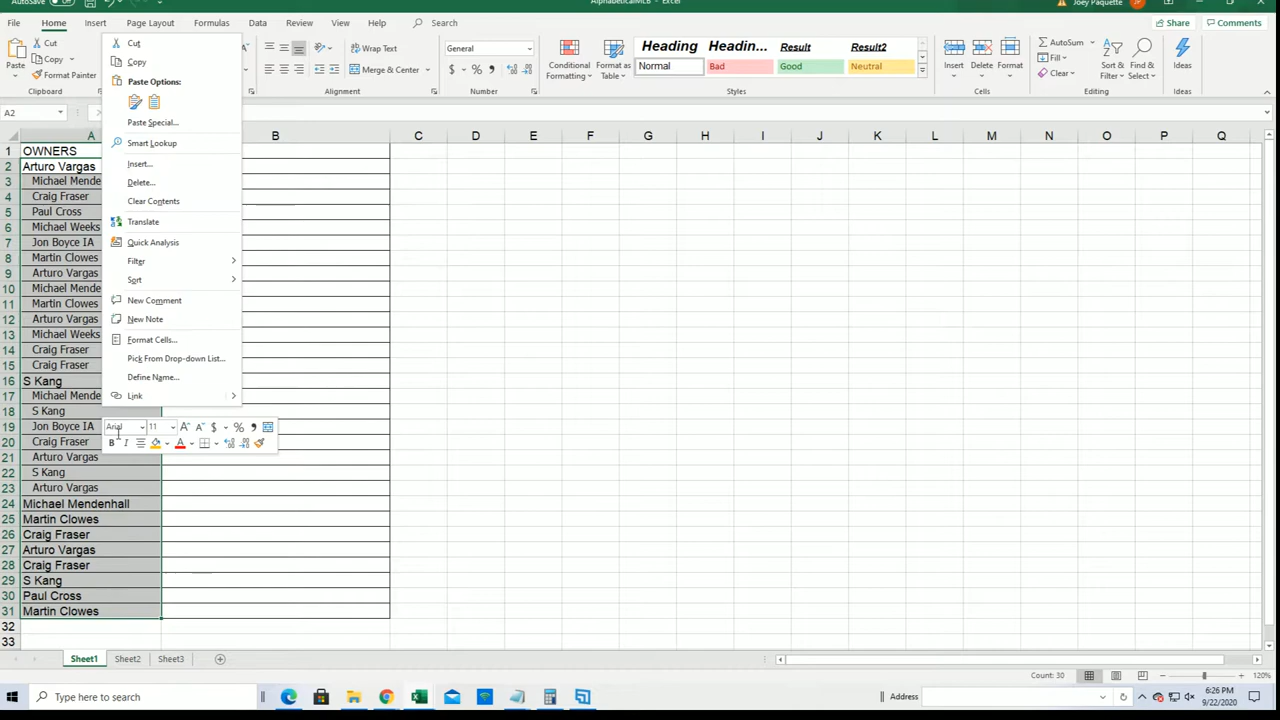 AutoSave Off AlphabeticalMLB - Excel Joey Paquette JP
File Home Insert Page Layout Formulas Data Review View Help Search Share Comments
Cut
Copy
Format Painter
Paste
Clipboard
Wrap Text
Merge & Center
Alignment
General
$ % ,
Number
Conditional Formatting
Format as Table
Heading Headin... Result Result2
Normal Bad Good Neutral
Styles
Insert Delete Format
Cells
AutoSum
Fill
Clear
Sort & Filter
Find & Select
Editing
Ideas
Ideas
A2
A B C D E F G H I J K L M N O P Q
1 OWNERS
2 Arturo Vargas
3 Michael Mende
4 Craig Fraser
5 Paul Cross
6 Michael Weeks
7 Jon Boyce IA
8 Martin Clowes
9 Arturo Vargas
10 Michael Mende
11 Martin Clowes
12 Arturo Vargas
13 Michael Weeks
14 Craig Fraser
15 Craig Fraser
16 S Kang
17 Michael Mende
18 S Kang
19 Jon Boyce IA
20 Craig Fraser
21 Arturo Vargas
22 S Kang
23 Arturo Vargas
24 Michael Mendenhall
25 Martin Clowes
26 Craig Fraser
27 Arturo Vargas
28 Craig Fraser
29 S Kang
30 Paul Cross
31 Martin Clowes
32
33
Cut
Copy
Paste Options:
Paste Special...
Smart Lookup
Insert...
Delete...
Clear Contents
Translate
Quick Analysis
Filter
Sort
New Comment
New Note
Format Cells...
Pick From Drop-down List...
Define Name...
Link
Arial 11 A A $ % ,
B I A
Sheet1 Sheet2 Sheet3
Count: 30 120%
Type here to search Address 6:26 PM
9/22/2020